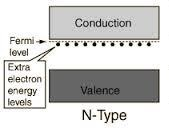 Conduction
Fermi
level
Extra
electron
energy
levels
Valence
N-Type